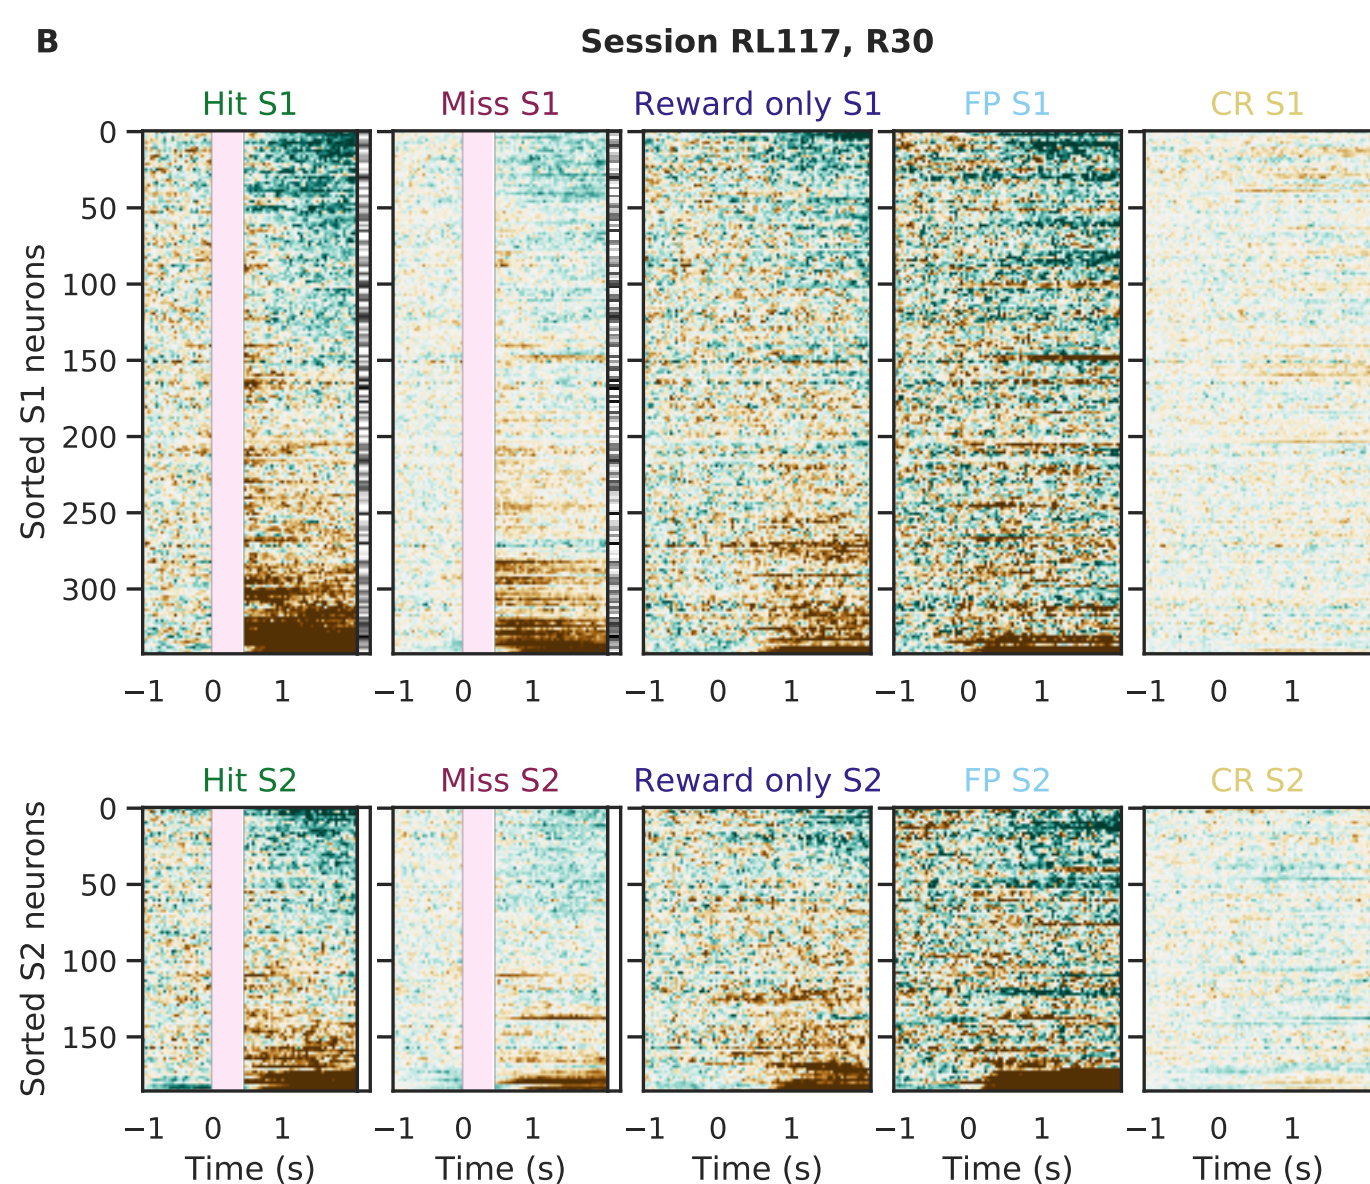 B
Session RL117, R30
Hit S1
Miss S1
Reward only S1
FP S1
CR S1
Sorted S1 neurons
0
50
100
150
200
250
300
−1 0 1
−1 0 1
−1 0 1
−1 0 1
−1 0 1
Hit S2
Miss S2
Reward only S2
FP S2
CR S2
Sorted S2 neurons
0
50
100
150
−1 0 1
−1 0 1
−1 0 1
−1 0 1
−1 0 1
Time (s)
Time (s)
Time (s)
Time (s)
Time (s)